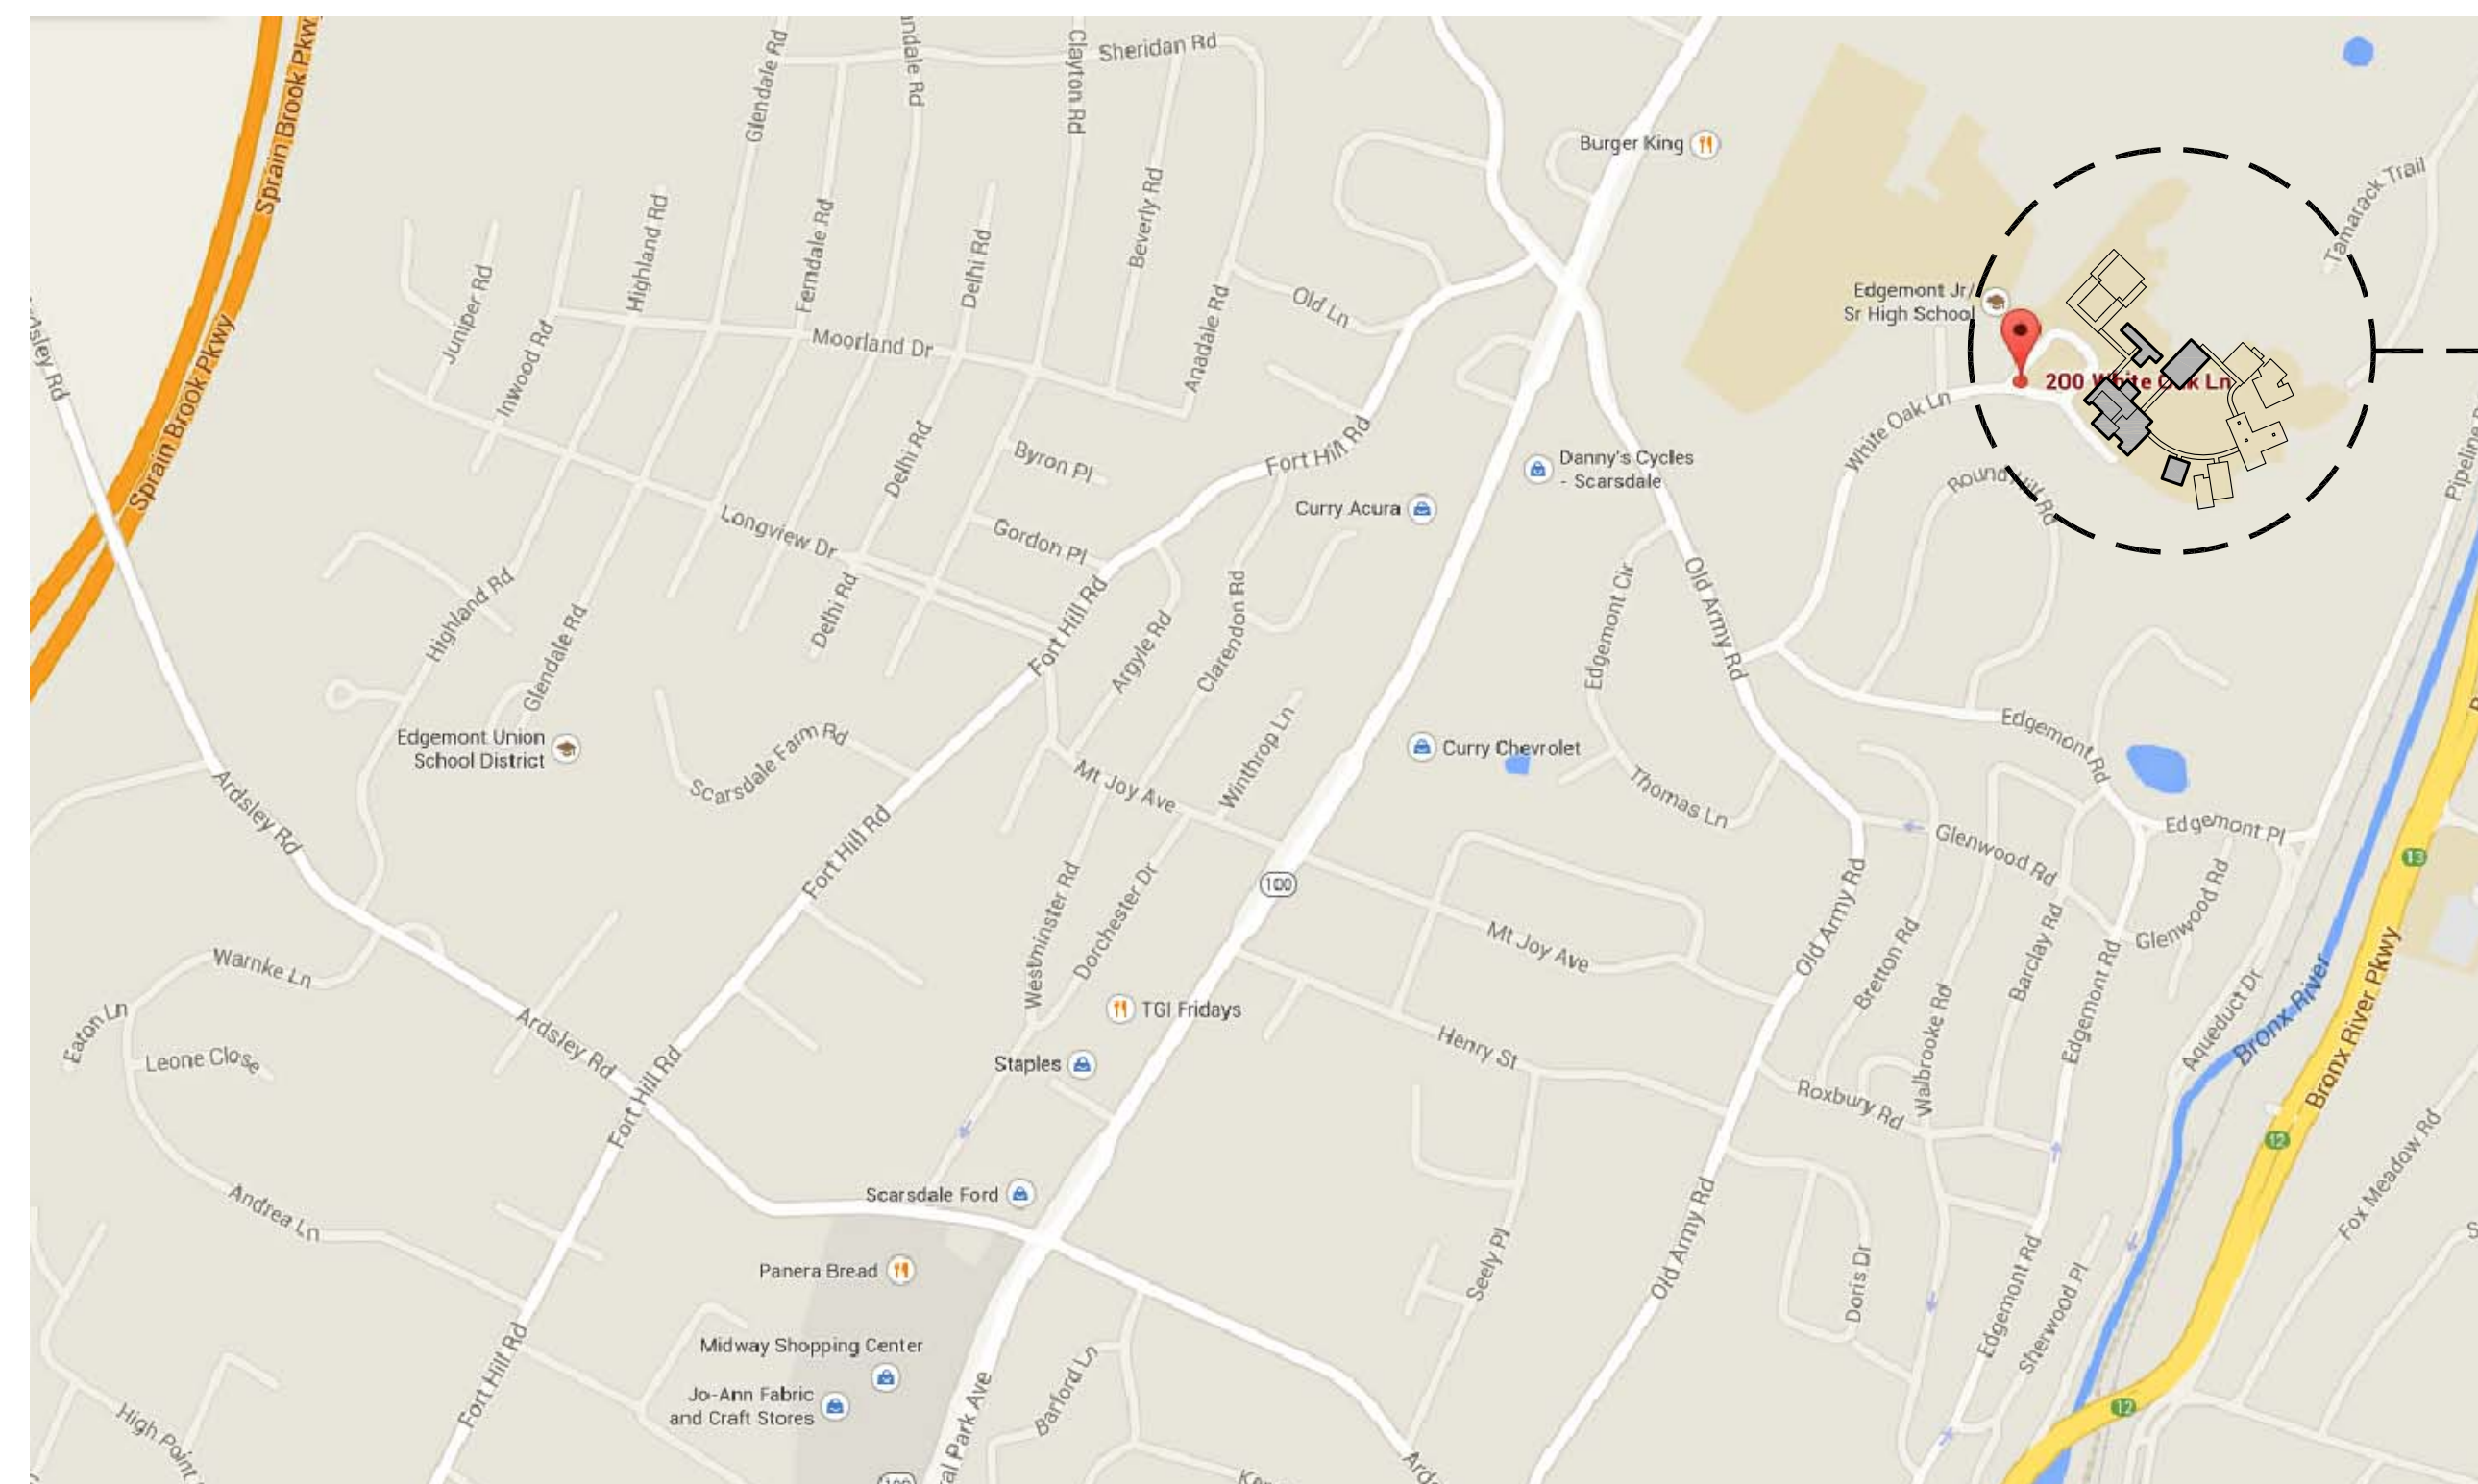 Sprain Brook Pkwy
Glendale Rd
Clayton Rd
Sheridan Rd
Burger King
Tamarack Trail
Juniper Rd
Highland Rd
Ferndale Rd
Delhi Rd
Beverly Rd
Anadale Rd
Old Ln
Edgemont Jr/
Sr High School
Inwood Rd
Moorland Dr
200 White Oak Ln
White Oak Ln
Sprain Brook Pkwy
Delhi Rd
Byron Pl
Fort Hill Rd
Danny's Cycles
- Scarsdale
Curry Acura
Round Hill Rd
Longview Dr
Gordon Pl
Delhi Rd
Fort Hill Rd
Argyle Rd
Clarendon Rd
Edgemont Cir
Old Army Rd
Highland Rd
Glendale Rd
Edgemont Union
School District
Scarsdale Farm Rd
Mt Joy Ave
Winthrop Ln
Curry Chevrolet
Thomas Ln
Edgemont Rd
Edgemont Pl
Ardsley Rd
Fort Hill Rd
100
Glenwood Rd
Glenwood Rd
13
Westminster Rd
Dorchester Dr
Mt Joy Ave
Old Army Rd
Bretton Rd
Barclay Rd
Edgemont Rd
Aqueduct Dr
Bronx River
Bronx River Pkwy
Warnke Ln
Eaton Ln
Leone Close
Ardsley Rd
TGI Fridays
Staples
Henry St
Roxbury Rd
Walbrooke Rd
12
Fort Hill Rd
Fox Meadow Rd
Andrea Ln
Scarsdale Ford
Panera Bread
Seely Pl
Old Army Rd
Doris Dr
Edgemont Rd
Sherwood Pl
Midway Shopping Center
Jo-Ann Fabric
and Craft Stores
Barford Ln
Fort Hill Rd
High Point
Park Ave
12